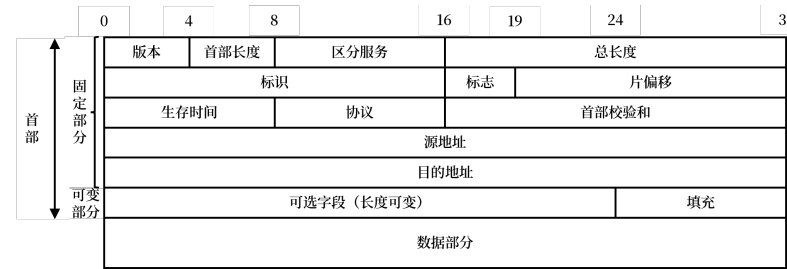 0 4 8 16 19 24 3
版本 首部长度 区分服务 总长度
标识 标志 片偏移
生存时间 协议 首部校验和
源地址
目的地址
可选字段（长度可变） 填充
数据部分
首部
固定部分
可变部分